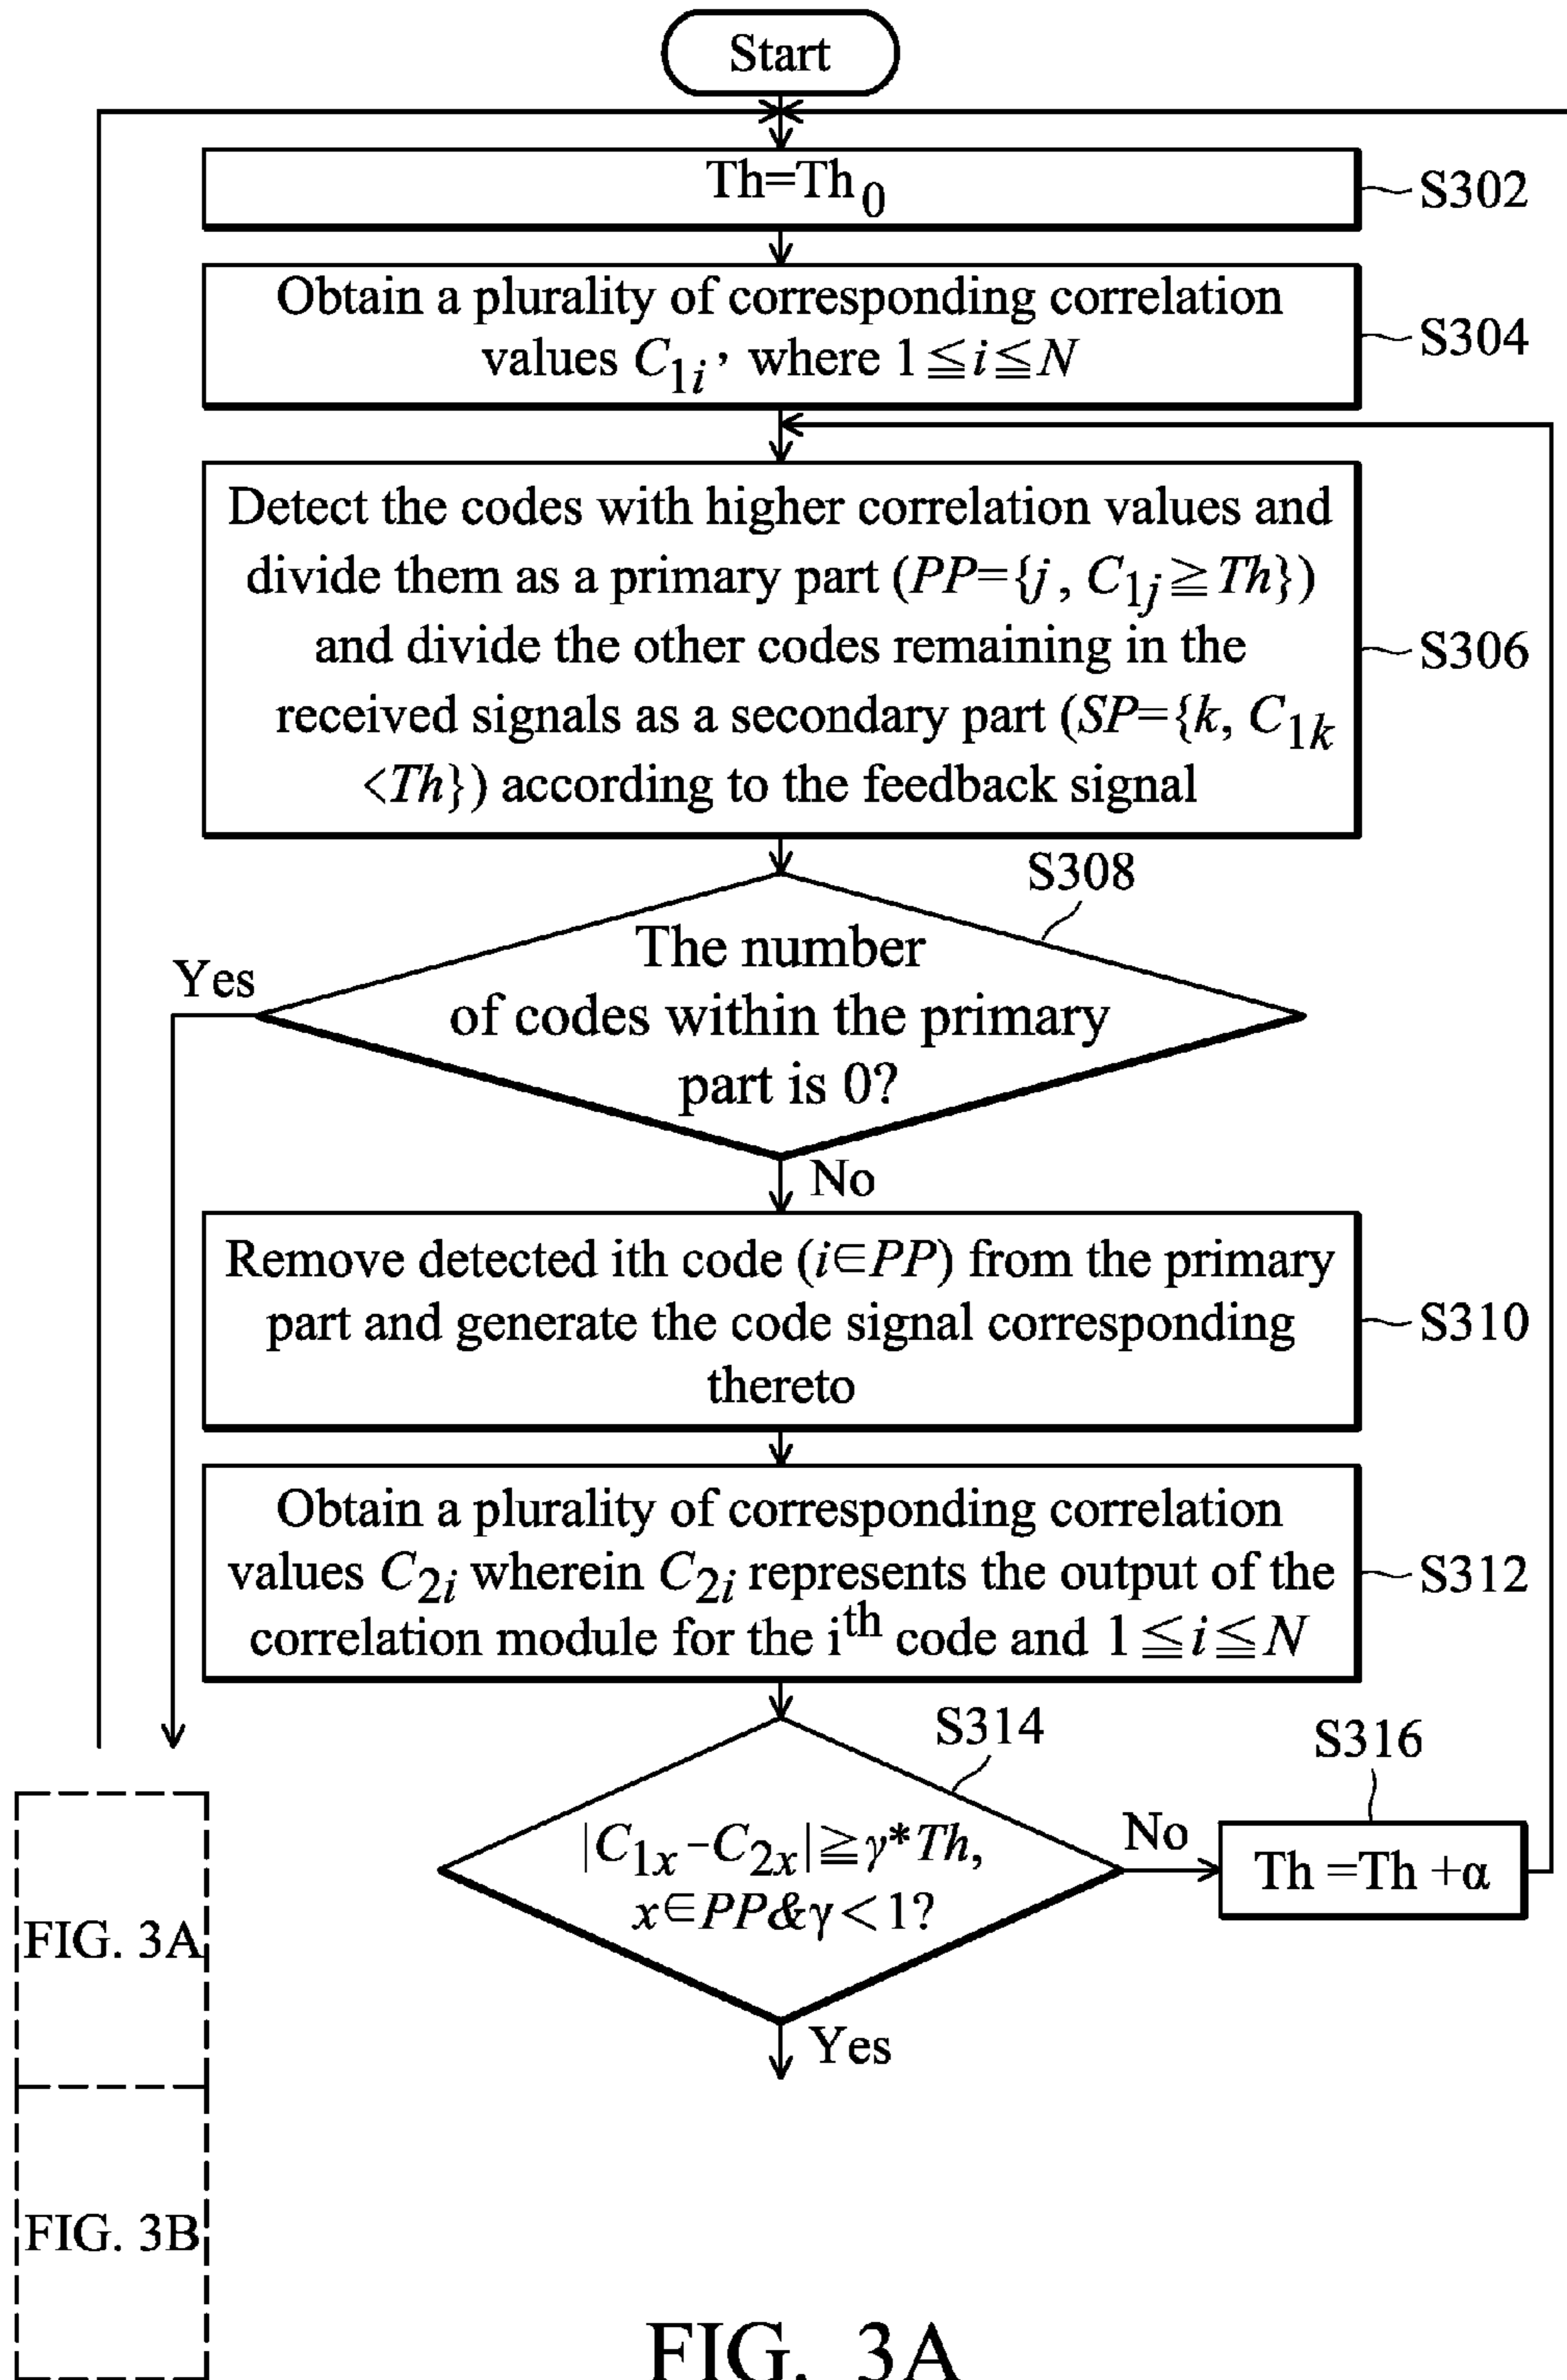 Start
Th=Th0
S302
Obtain a plurality of corresponding correlation
values C1i, where 1≦i≦N
S304
Detect the codes with higher correlation values and
divide them as a primary part (PP={j, C1j≧Th})
and divide the other codes remaining in the
received signals as a secondary part (SP={k, C1k
<Th}) according to the feedback signal
S306
S308
The number
of codes within the primary
part is 0?
Yes
No
Remove detected ith code (i∈PP) from the primary
part and generate the code signal corresponding
thereto
S310
Obtain a plurality of corresponding correlation
values C2i wherein C2i represents the output of the
correlation module for the ith code and 1≦i≦N
S312
S314
|C1x-C2x|≧γ*Th,
x∈PP&γ<1?
No
S316
Th =Th +α
Yes
FIG. 3A
FIG. 3B
FIG. 3A